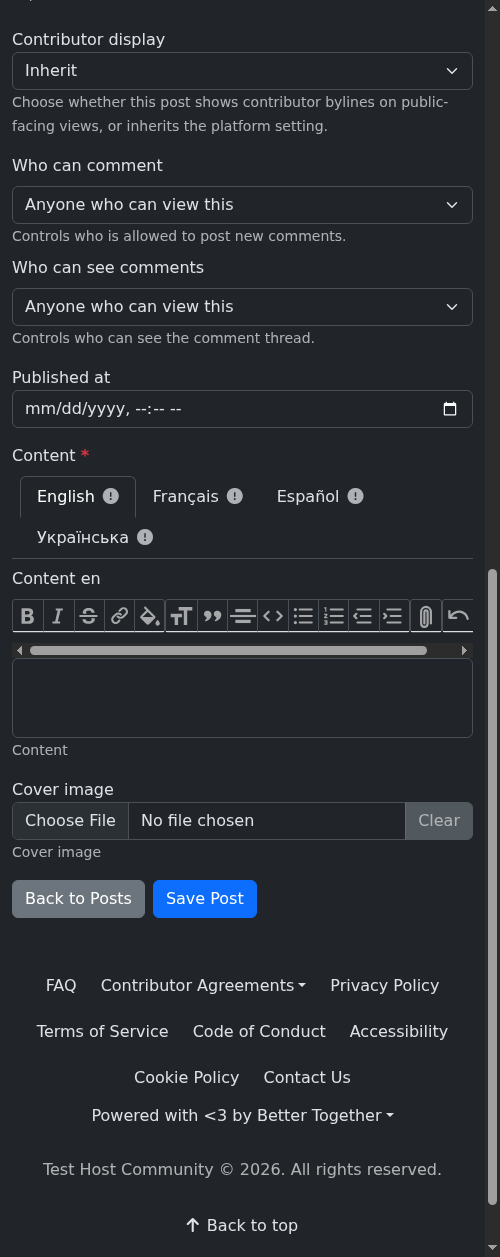 Contributor display
Inherit
Choose whether this post shows contributor bylines on public-
facing views, or inherits the platform setting.
Who can comment
Anyone who can view this
Controls who is allowed to post new comments.
Who can see comments
Anyone who can view this
Controls who can see the comment thread.
Published at
mm/dd/yyyy, --:-- --
Content *
English Français Español
Українська
Content en
Content
Cover image
Choose File No file chosen Clear
Cover image
Back to Posts Save Post
FAQ Contributor Agreements Privacy Policy
Terms of Service Code of Conduct Accessibility
Cookie Policy Contact Us
Powered with <3 by Better Together
Test Host Community © 2026. All rights reserved.
Back to top